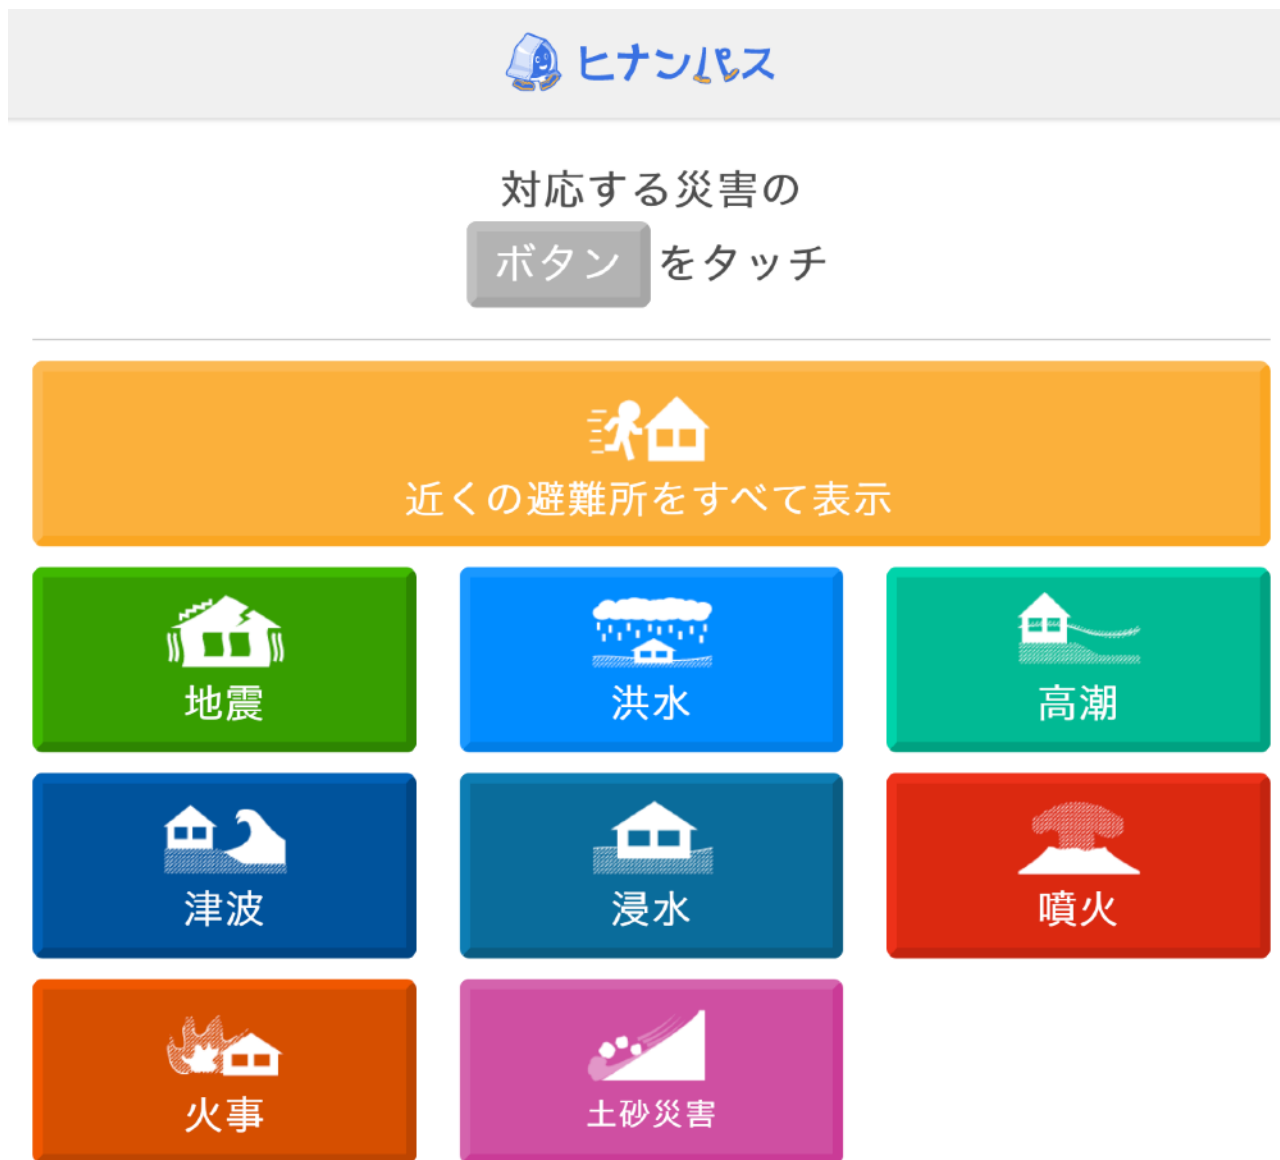 ヒナンパス
対応する災害の
ボタン をタッチ
近くの避難所をすべて表示
地震
洪水
高潮
津波
浸水
噴火
火事
土砂災害